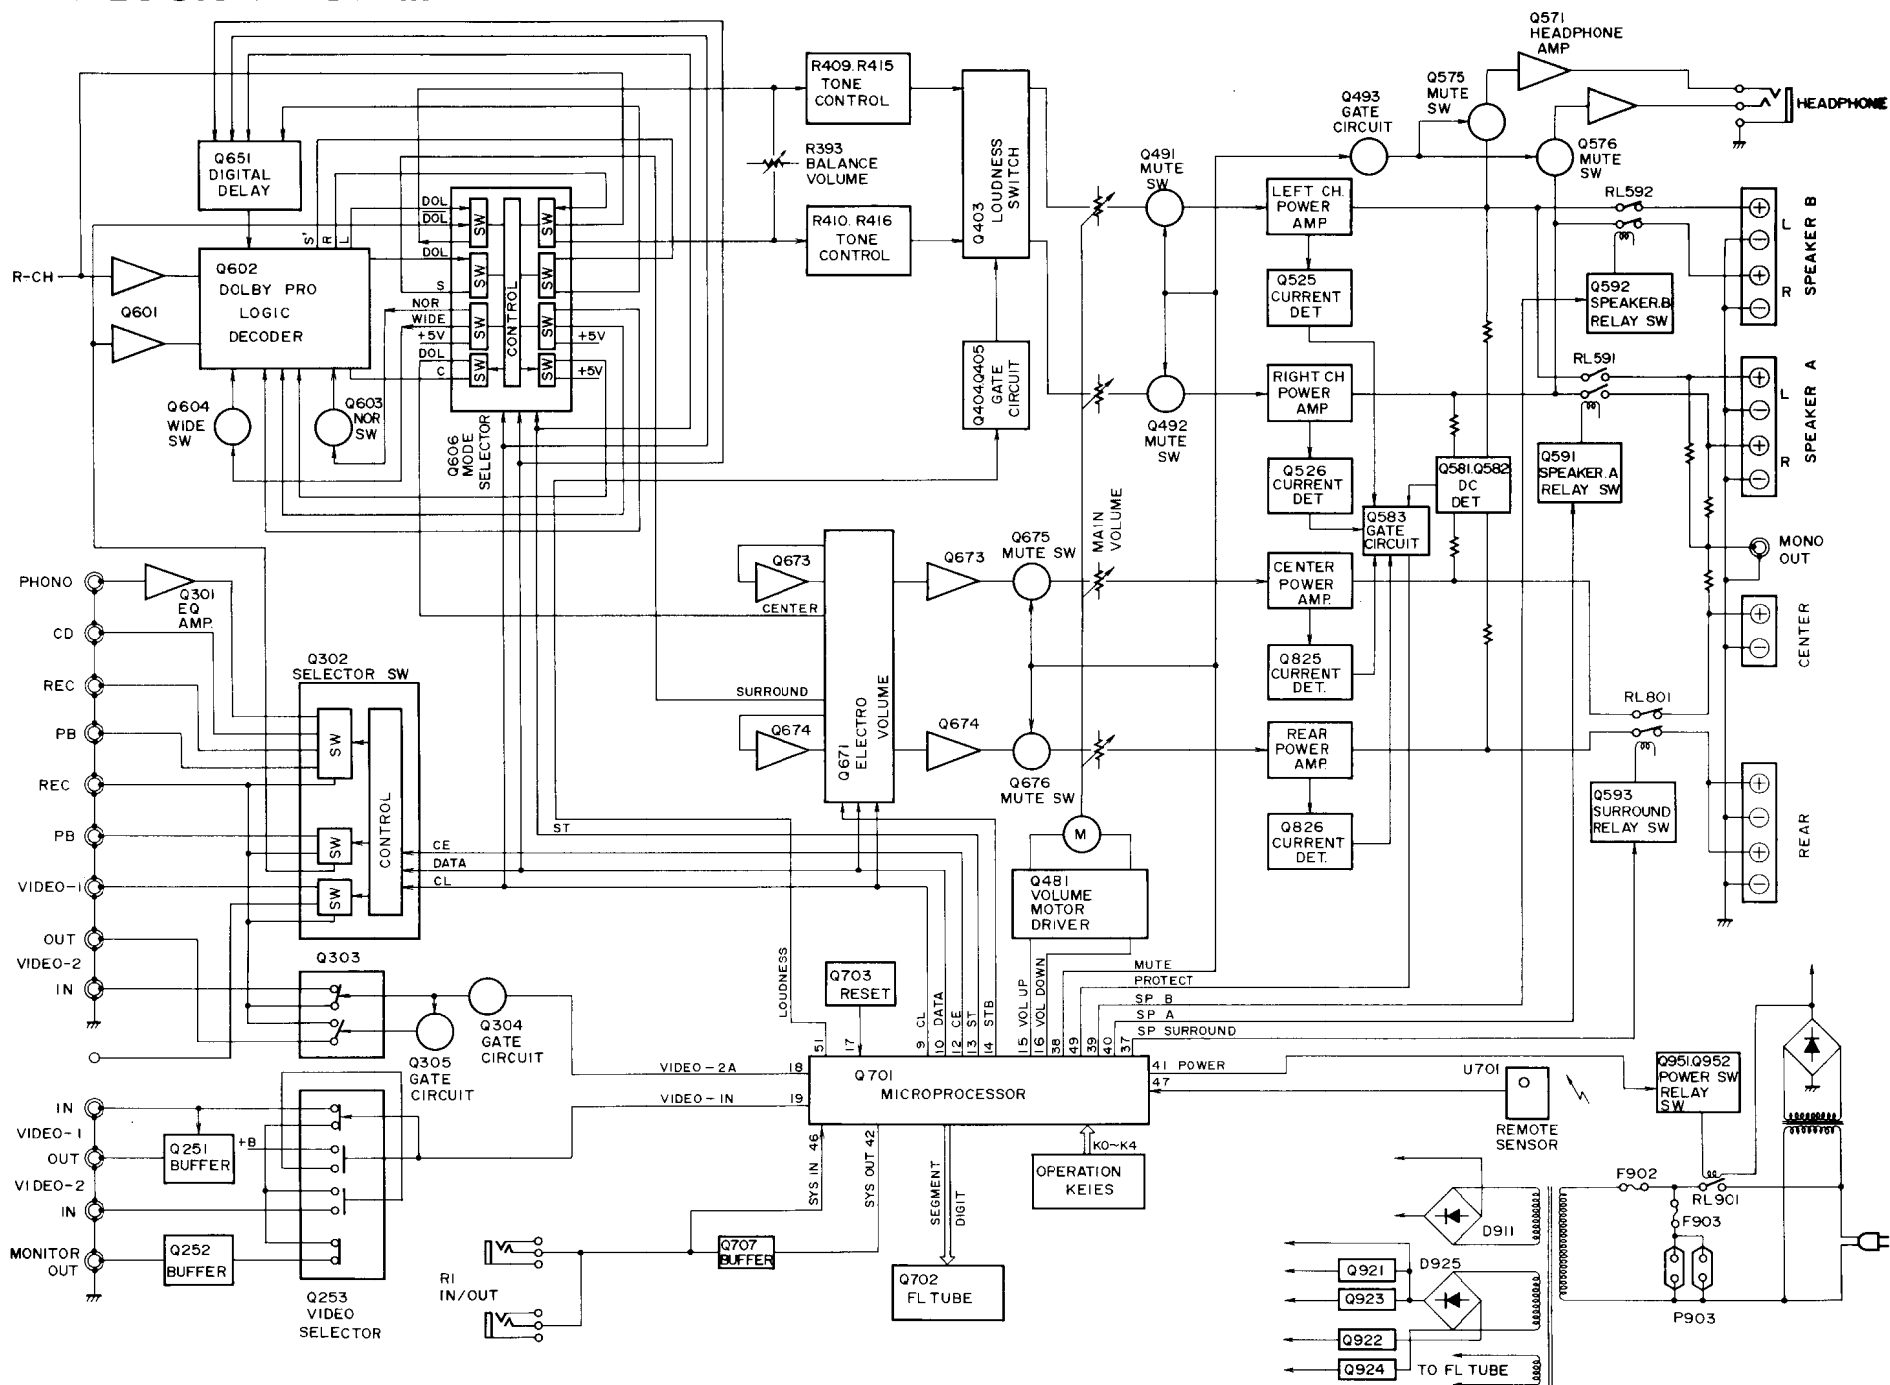 Q571
HEADPHONE
AMP
HEADPHONE
R409.R415
TONE
CONTROL
Q575
MUTE
SW
Q493
GATE
CIRCUIT
Q576
MUTE
SW
Q651
DIGITAL
DELAY
R393
BALANCE
VOLUME
Q403
LOUDNESS
SWITCH
Q491
MUTE
SW
LEFT CH.
POWER
AMP
RL592
L
R
SPEAKER B
R410. R416
TONE
CONTROL
S'
R
L
DOL
DOL
DOL
S
NOR
WIDE
+5V
DOL
C
SW
SW
SW
SW
CONTROL
SW
SW
SW
SW
+5V
+5V
R-CH
Q601
Q602
DOLBY PRO
LOGIC
DECODER
Q525
CURRENT
DET
Q592
SPEAKER.B
RELAY SW
Q404.Q405
GATE
CIRCUIT
RL591
L
R
SPEAKER A
RIGHT CH
POWER
AMP
Q604
WIDE
SW
Q603
NOR
SW
Q606
MODE
SELECTOR
Q492
MUTE
SW
Q526
CURRENT
DET
Q581.Q582
DC
DET
Q591
SPEAKER.A
RELAY SW
Q583
GATE
CIRCUIT
MAIN
VOLUME
MONO
OUT
PHONO
Q301
EQ
AMP.
CD
REC
PB
REC
PB
VIDEO-1
OUT
VIDEO-2
IN
Q673
CENTER
Q673
Q675
MUTE SW
CENTER
POWER
AMP.
CENTER
Q302
SELECTOR SW
SW
SW
SW
CONTROL
SURROUND
Q674
Q671
ELECTRO
VOLUME
Q674
Q676
MUTE SW
Q825
CURRENT
DET.
REAR
POWER
AMP.
RL801
Q593
SURROUND
RELAY SW
REAR
Q826
CURRENT
DET.
M
ST
CE
DATA
CL
Q481
VOLUME
MOTOR
DRIVER
Q303
Q304
GATE
CIRCUIT
Q305
GATE
CIRCUIT
LOUDNESS
Q703
RESET
51
17
9 CL
10 DATA
12 CE
13 ST
14 STB
15 VOL UP
16 VOL DOWN
38
49
39
40
37
MUTE
PROTECT
SP B
SP A
SP SURROUND
VIDEO-2A 18
VIDEO-IN 19
Q701
MICROPROCESSOR
41 POWER
47
U701
REMOTE
SENSOR
Q951.Q952
POWER SW
RELAY
SW
IN
VIDEO-1
OUT
VIDEO-2
IN
MONITOR
OUT
Q251
BUFFER
+B
Q252
BUFFER
Q253
VIDEO
SELECTOR
SYS IN 46
SYS OUT 42
SEGMENT
DIGIT
K0~K4
OPERATION
KEIES
RI
IN/OUT
Q707
BUFFER
Q702
FL TUBE
F902
RL901
F903
P903
D911
D925
Q921
Q923
Q922
Q924
TO FL TUBE